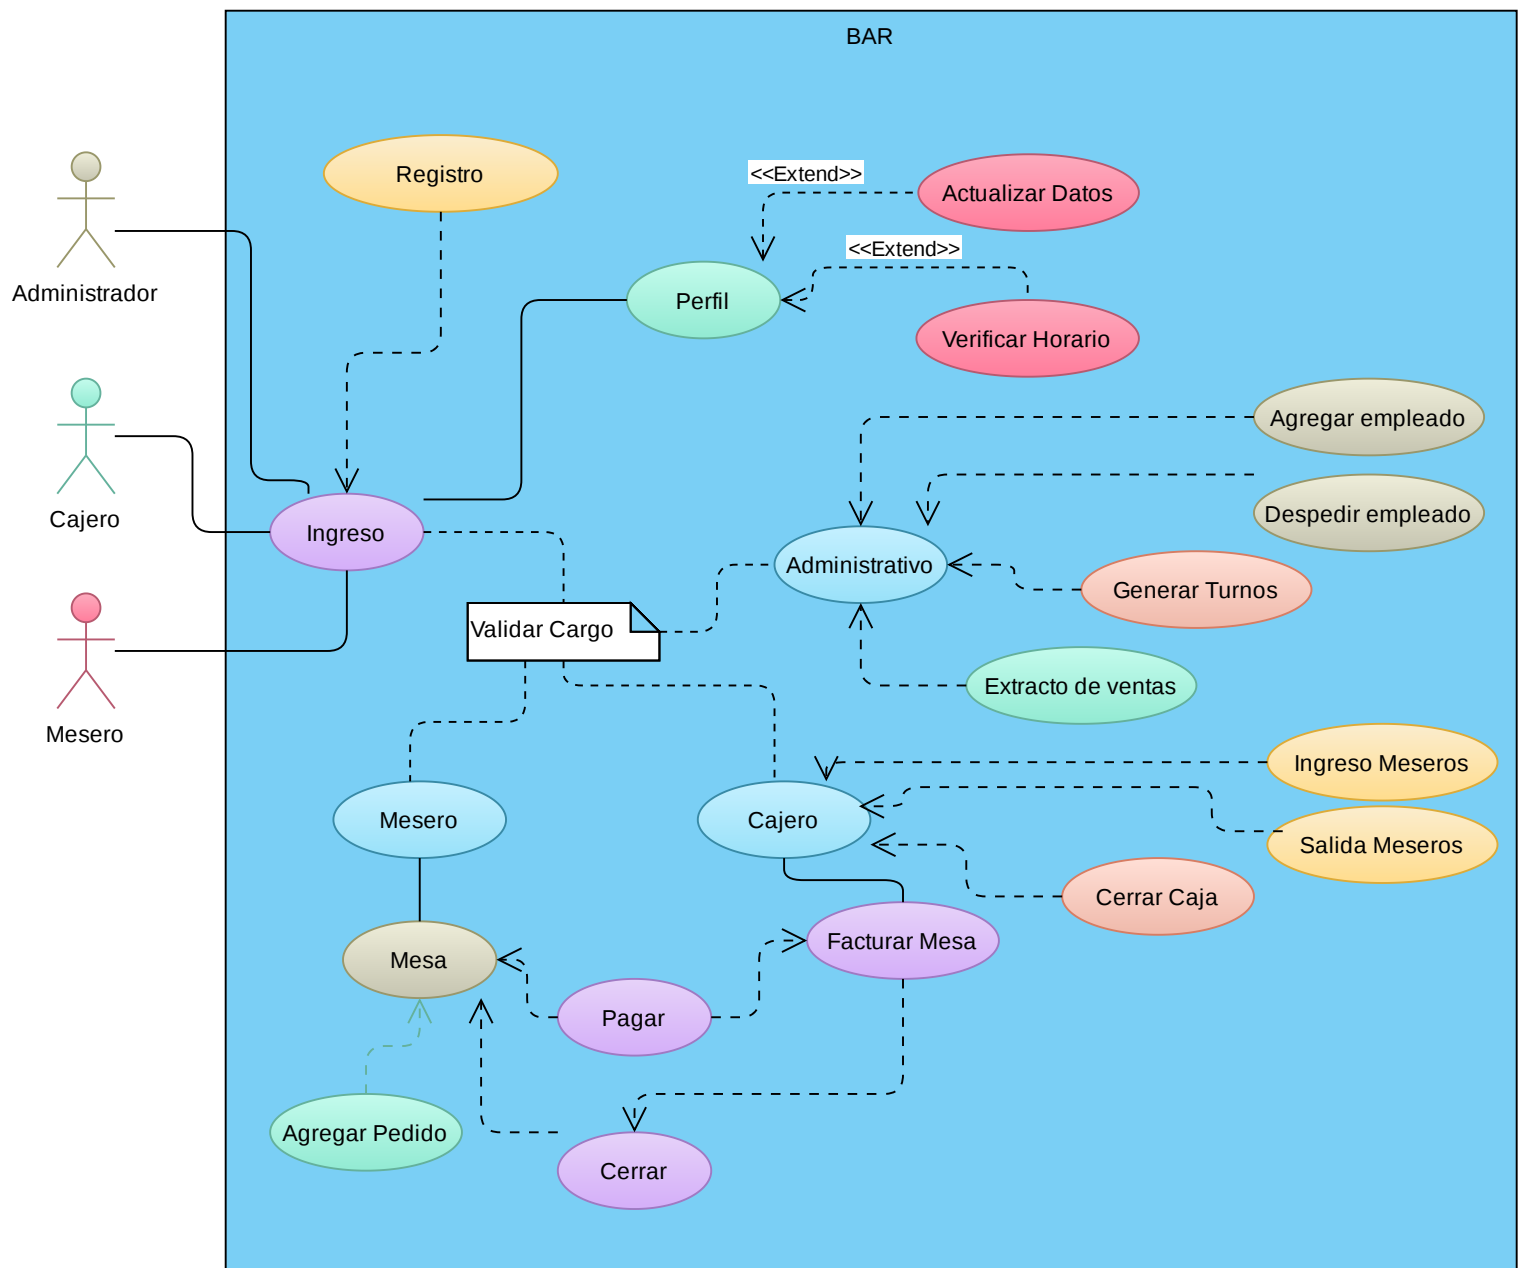 BAR
Registro
<<Extend>>
Actualizar Datos
<<Extend>>
Administrador
Perfil
Verificar Horario
Agregar empleado
Cajero
Ingreso
Despedir empleado
Administrativo
Generar Turnos
Validar Cargo
Extracto de ventas
Mesero
Ingreso Meseros
Mesero
Cajero
Salida Meseros
Cerrar Caja
Facturar Mesa
Mesa
Pagar
Agregar Pedido
Cerrar